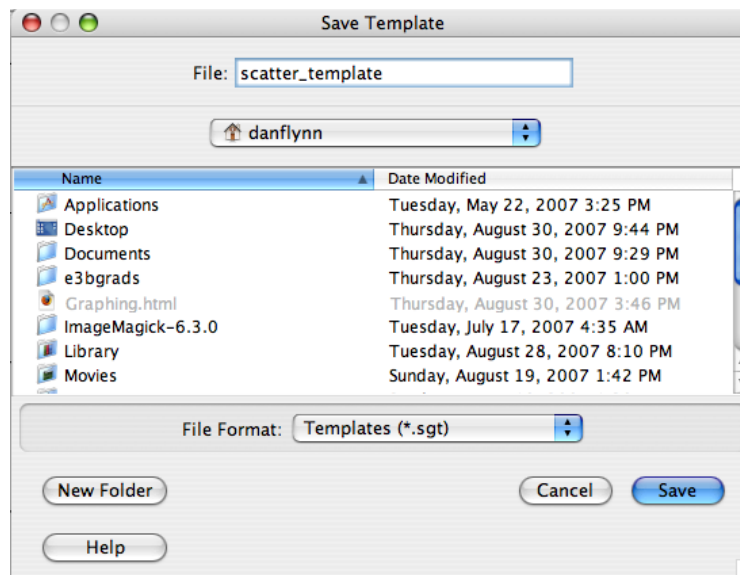 Save Template
File: scatter_template
danflynn
Name Date Modified
Applications Tuesday, May 22, 2007 3:25 PM
Desktop Thursday, August 30, 2007 9:44 PM
Documents Thursday, August 30, 2007 9:29 PM
e3bgrads Thursday, August 23, 2007 1:00 PM
Graphing.html Thursday, August 30, 2007 3:46 PM
ImageMagick-6.3.0 Tuesday, July 17, 2007 4:35 AM
Library Tuesday, August 28, 2007 8:10 PM
Movies Sunday, August 19, 2007 1:42 PM
File Format: Templates (*.sgt)
New Folder Cancel Save
Help